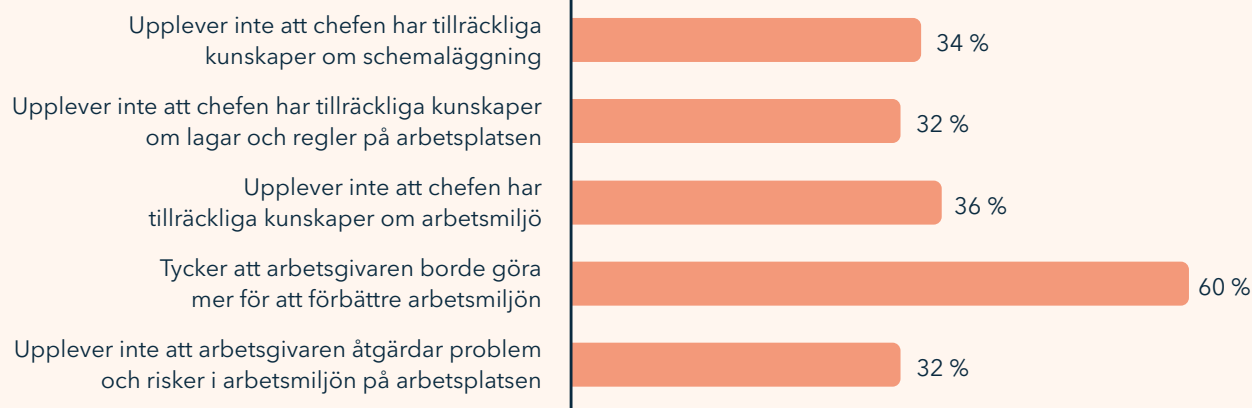 Upplever inte att chefen har tillräckliga
kunskaper om schemaläggning
34 %
Upplever inte att chefen har tillräckliga kunskaper
om lagar och regler på arbetsplatsen
32 %
Upplever inte att chefen har
tillräckliga kunskaper om arbetsmiljö
36 %
Tycker att arbetsgivaren borde göra
mer för att förbättre arbetsmiljön
60 %
Upplever inte att arbetsgivaren åtgärdar problem
och risker i arbetsmiljön på arbetsplatsen
32 %